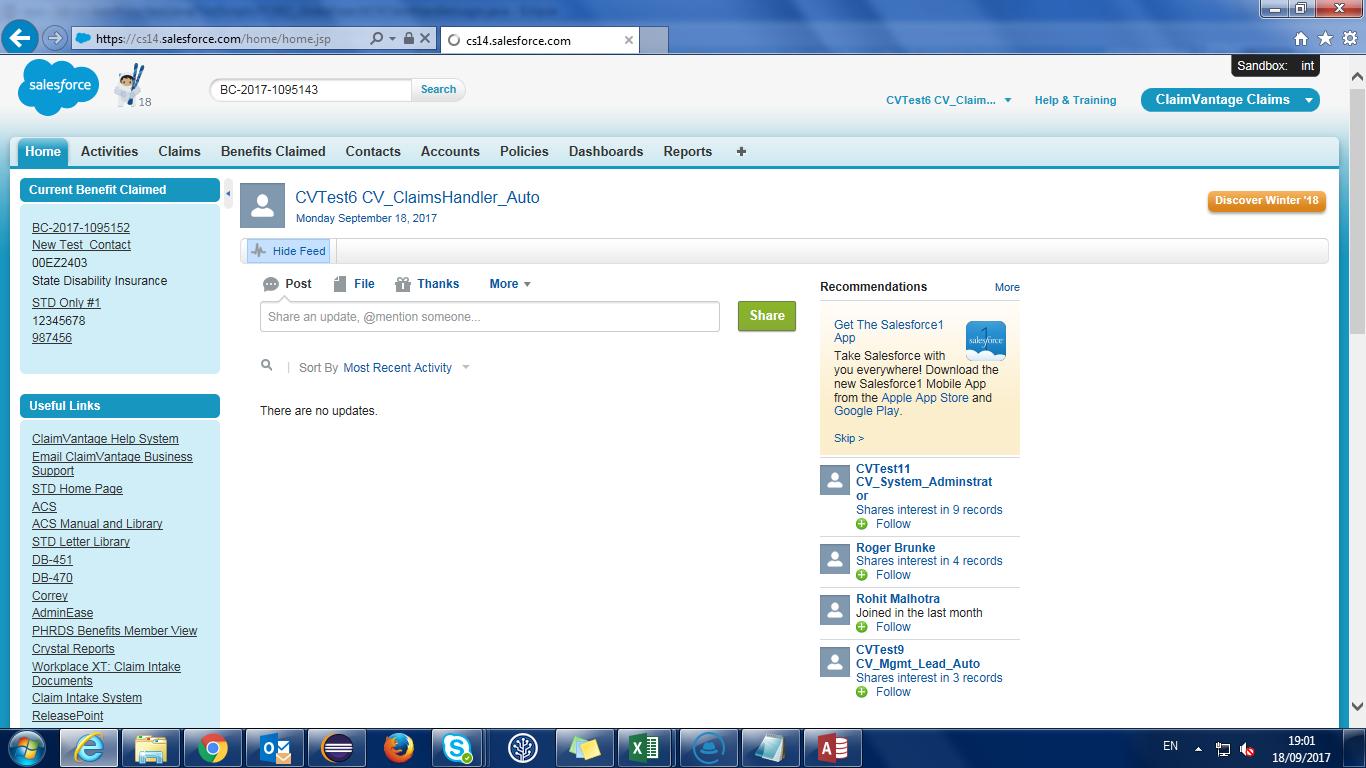 https://cs14.salesforce.com/home/home.jsp
cs14.salesforce.com
Sandbox: int
salesforce
18
BC-2017-1095143
Search
CVTest6 CV_Claim...
Help & Training
ClaimVantage Claims
Home
Activities
Claims
Benefits Claimed
Contacts
Accounts
Policies
Dashboards
Reports
Current Benefit Claimed
BC-2017-1095152
New Test_Contact
00EZ2403
State Disability Insurance
STD Only #1
12345678
987456
Useful Links
ClaimVantage Help System
Email ClaimVantage Business
Support
STD Home Page
ACS
ACS Manual and Library
STD Letter Library
DB-451
DB-470
Correy
AdminEase
PHRDS Benefits Member View
Crystal Reports
Workplace XT: Claim Intake
Documents
Claim Intake System
ReleasePoint
CVTest6 CV_ClaimsHandler_Auto
Monday September 18, 2017
Discover Winter '18
Hide Feed
Post
File
Thanks
More
Share an update, @mention someone...
Share
Sort By Most Recent Activity
There are no updates.
Recommendations
More
Get The Salesforce1
App
salesforce
1
Take Salesforce with
you everywhere! Download the
new Salesforce1 Mobile App
from the Apple App Store and
Google Play.
Skip >
CVTest11
CV_System_Adminstrat
or
Shares interest in 9 records
Follow
Roger Brunke
Shares interest in 4 records
Follow
Rohit Malhotra
Joined in the last month
Follow
CVTest9
CV_Mgmt_Lead_Auto
Shares interest in 3 records
Follow
EN
19:01
18/09/2017